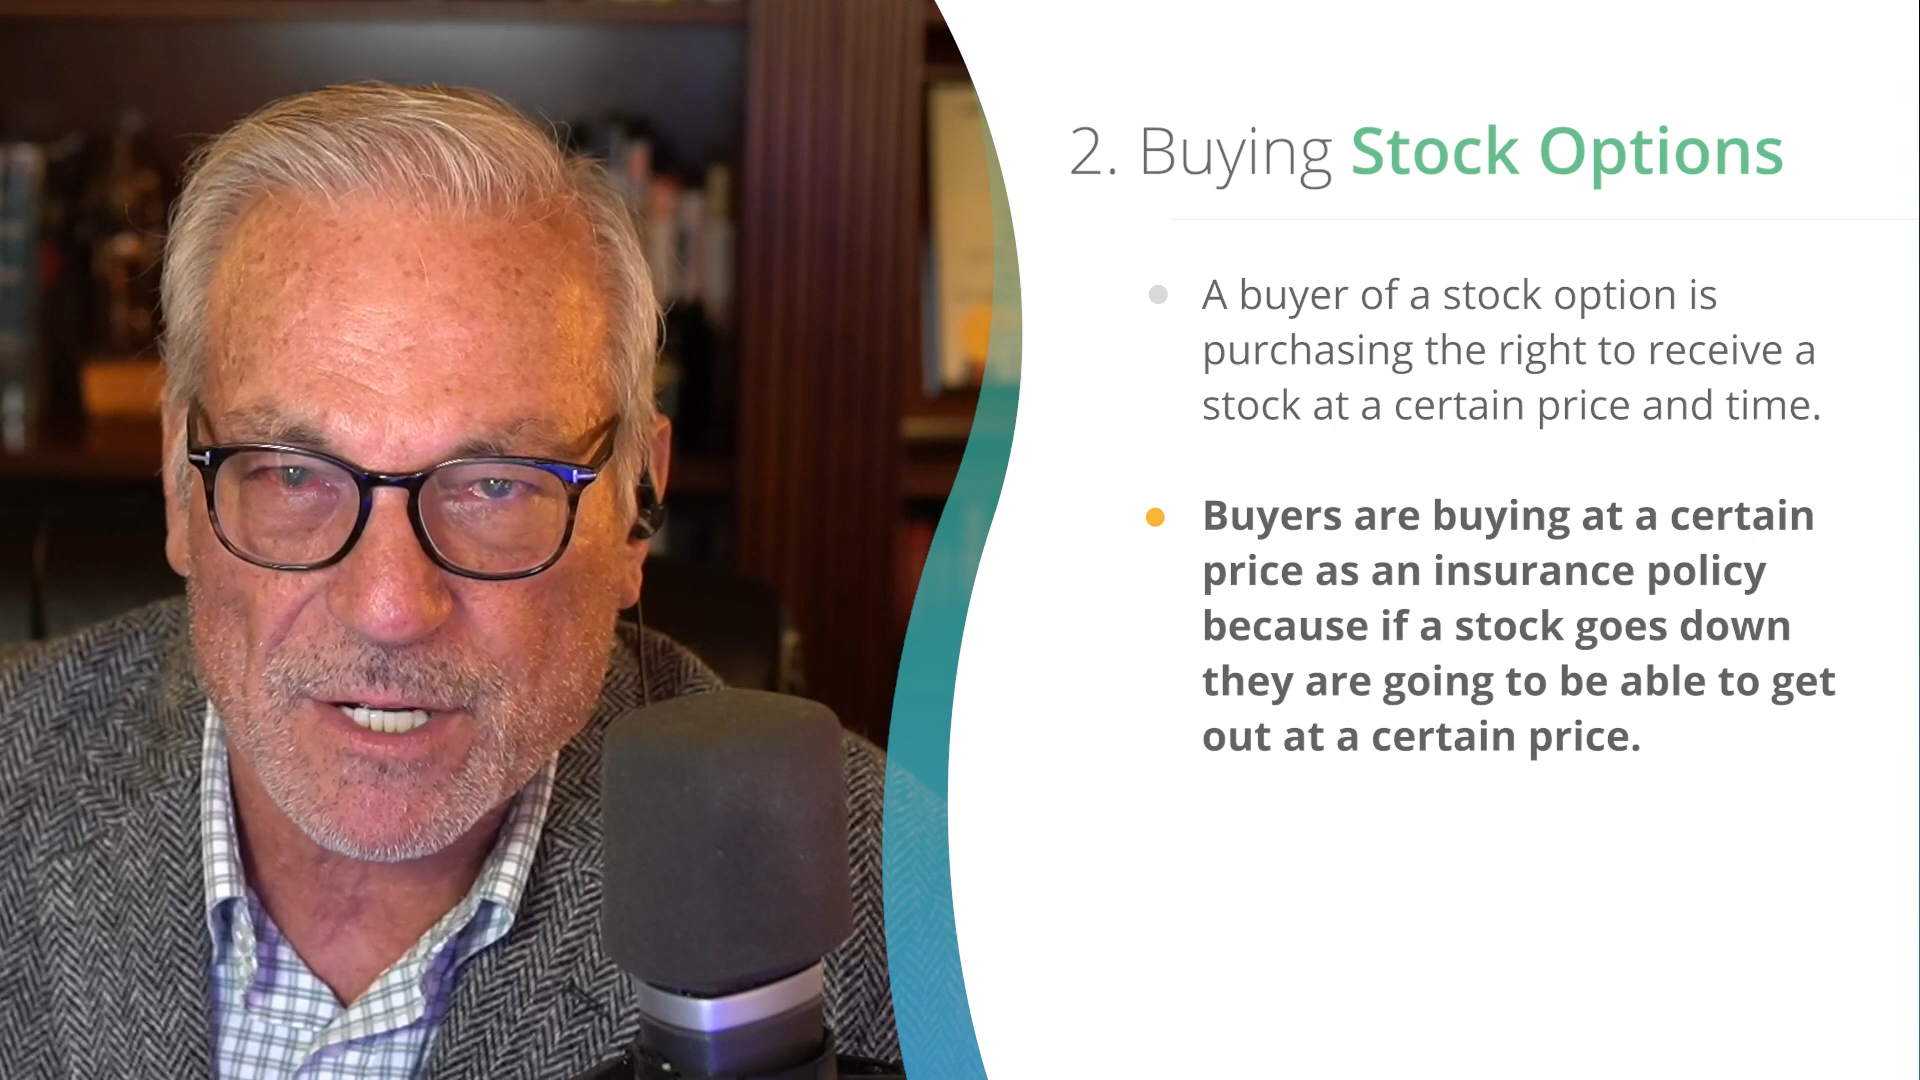 2. Buying Stock Options
A buyer of a stock option is
purchasing the right to receive a
stock at a certain price and time.
Buyers are buying at a certain
price as an insurance policy
because if a stock goes down
they are going to be able to get
out at a certain price.